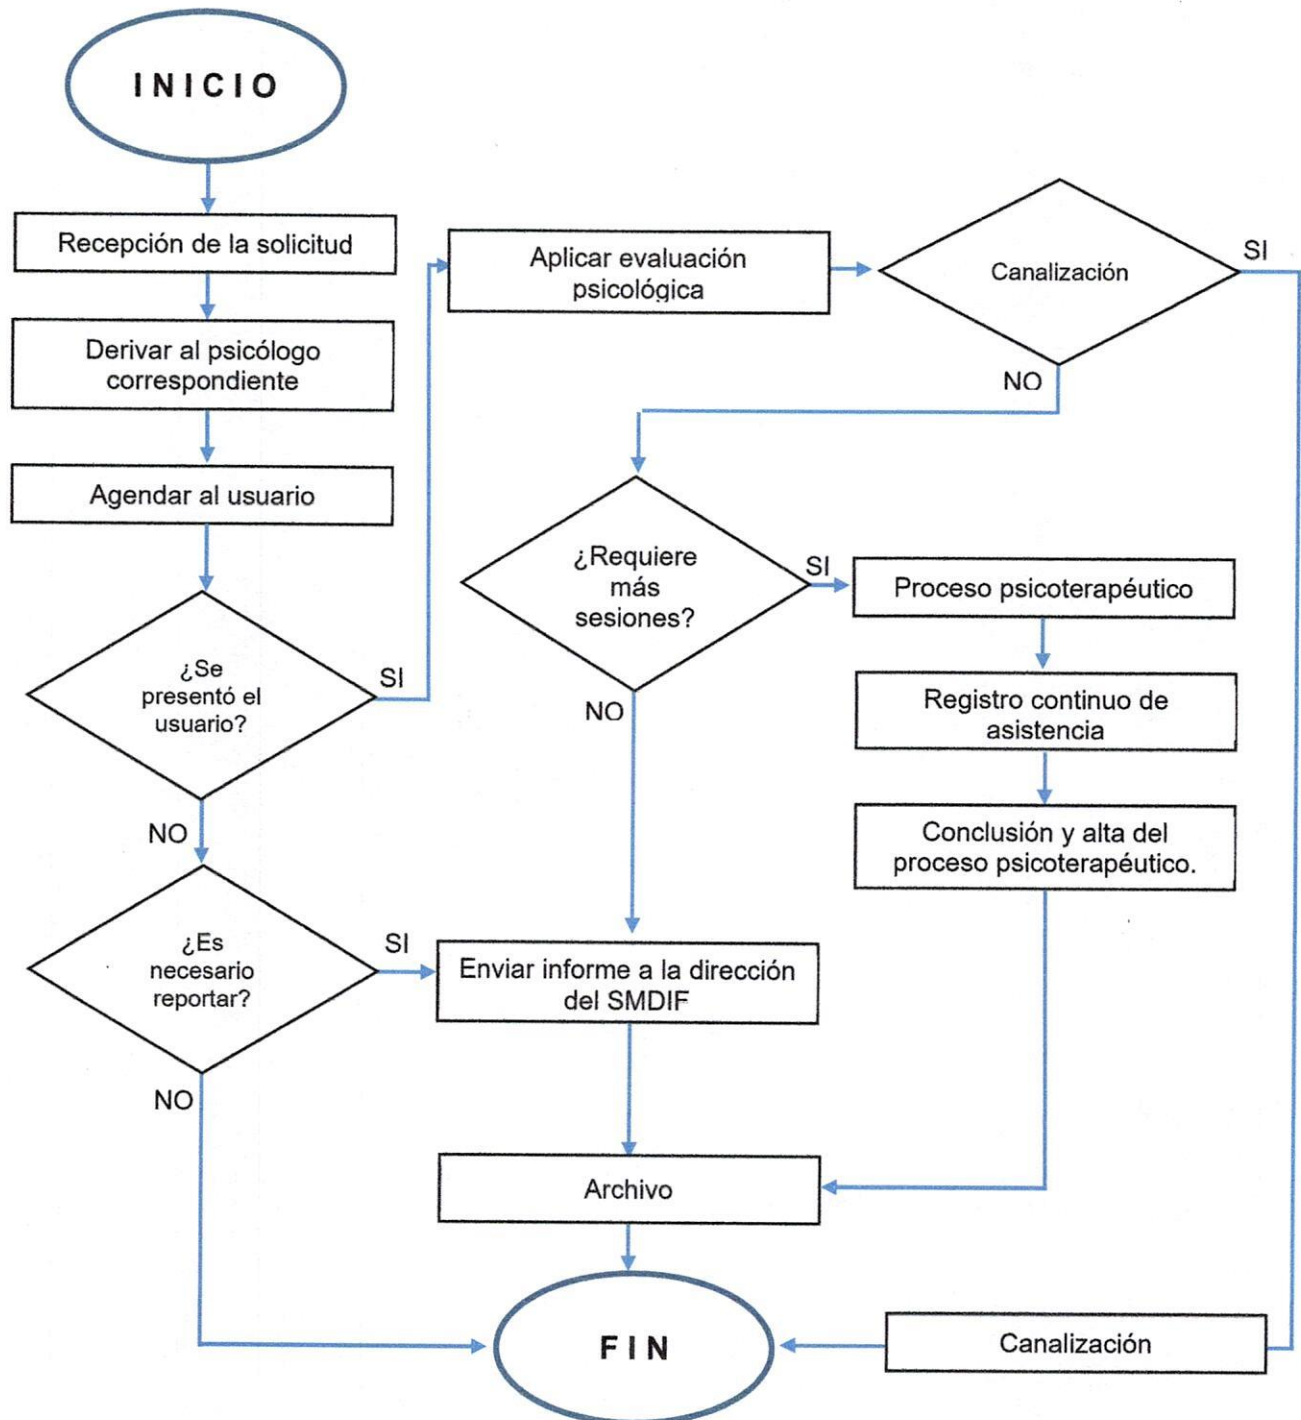 INICIO
Recepción de la solicitud
Derivar al psicólogo
correspondiente
Agendar al usuario
¿Se
presentó el
usuario?
SI
NO
¿Es
necesario
reportar?
SI
NO
Aplicar evaluación
psicológica
Canalización
SI
NO
¿Requiere
más
sesiones?
SI
NO
Proceso psicoterapéutico
Registro continuo de
asistencia
Conclusión y alta del
proceso psicoterapéutico.
Enviar informe a la dirección
del SMDIF
Archivo
Canalización
FIN